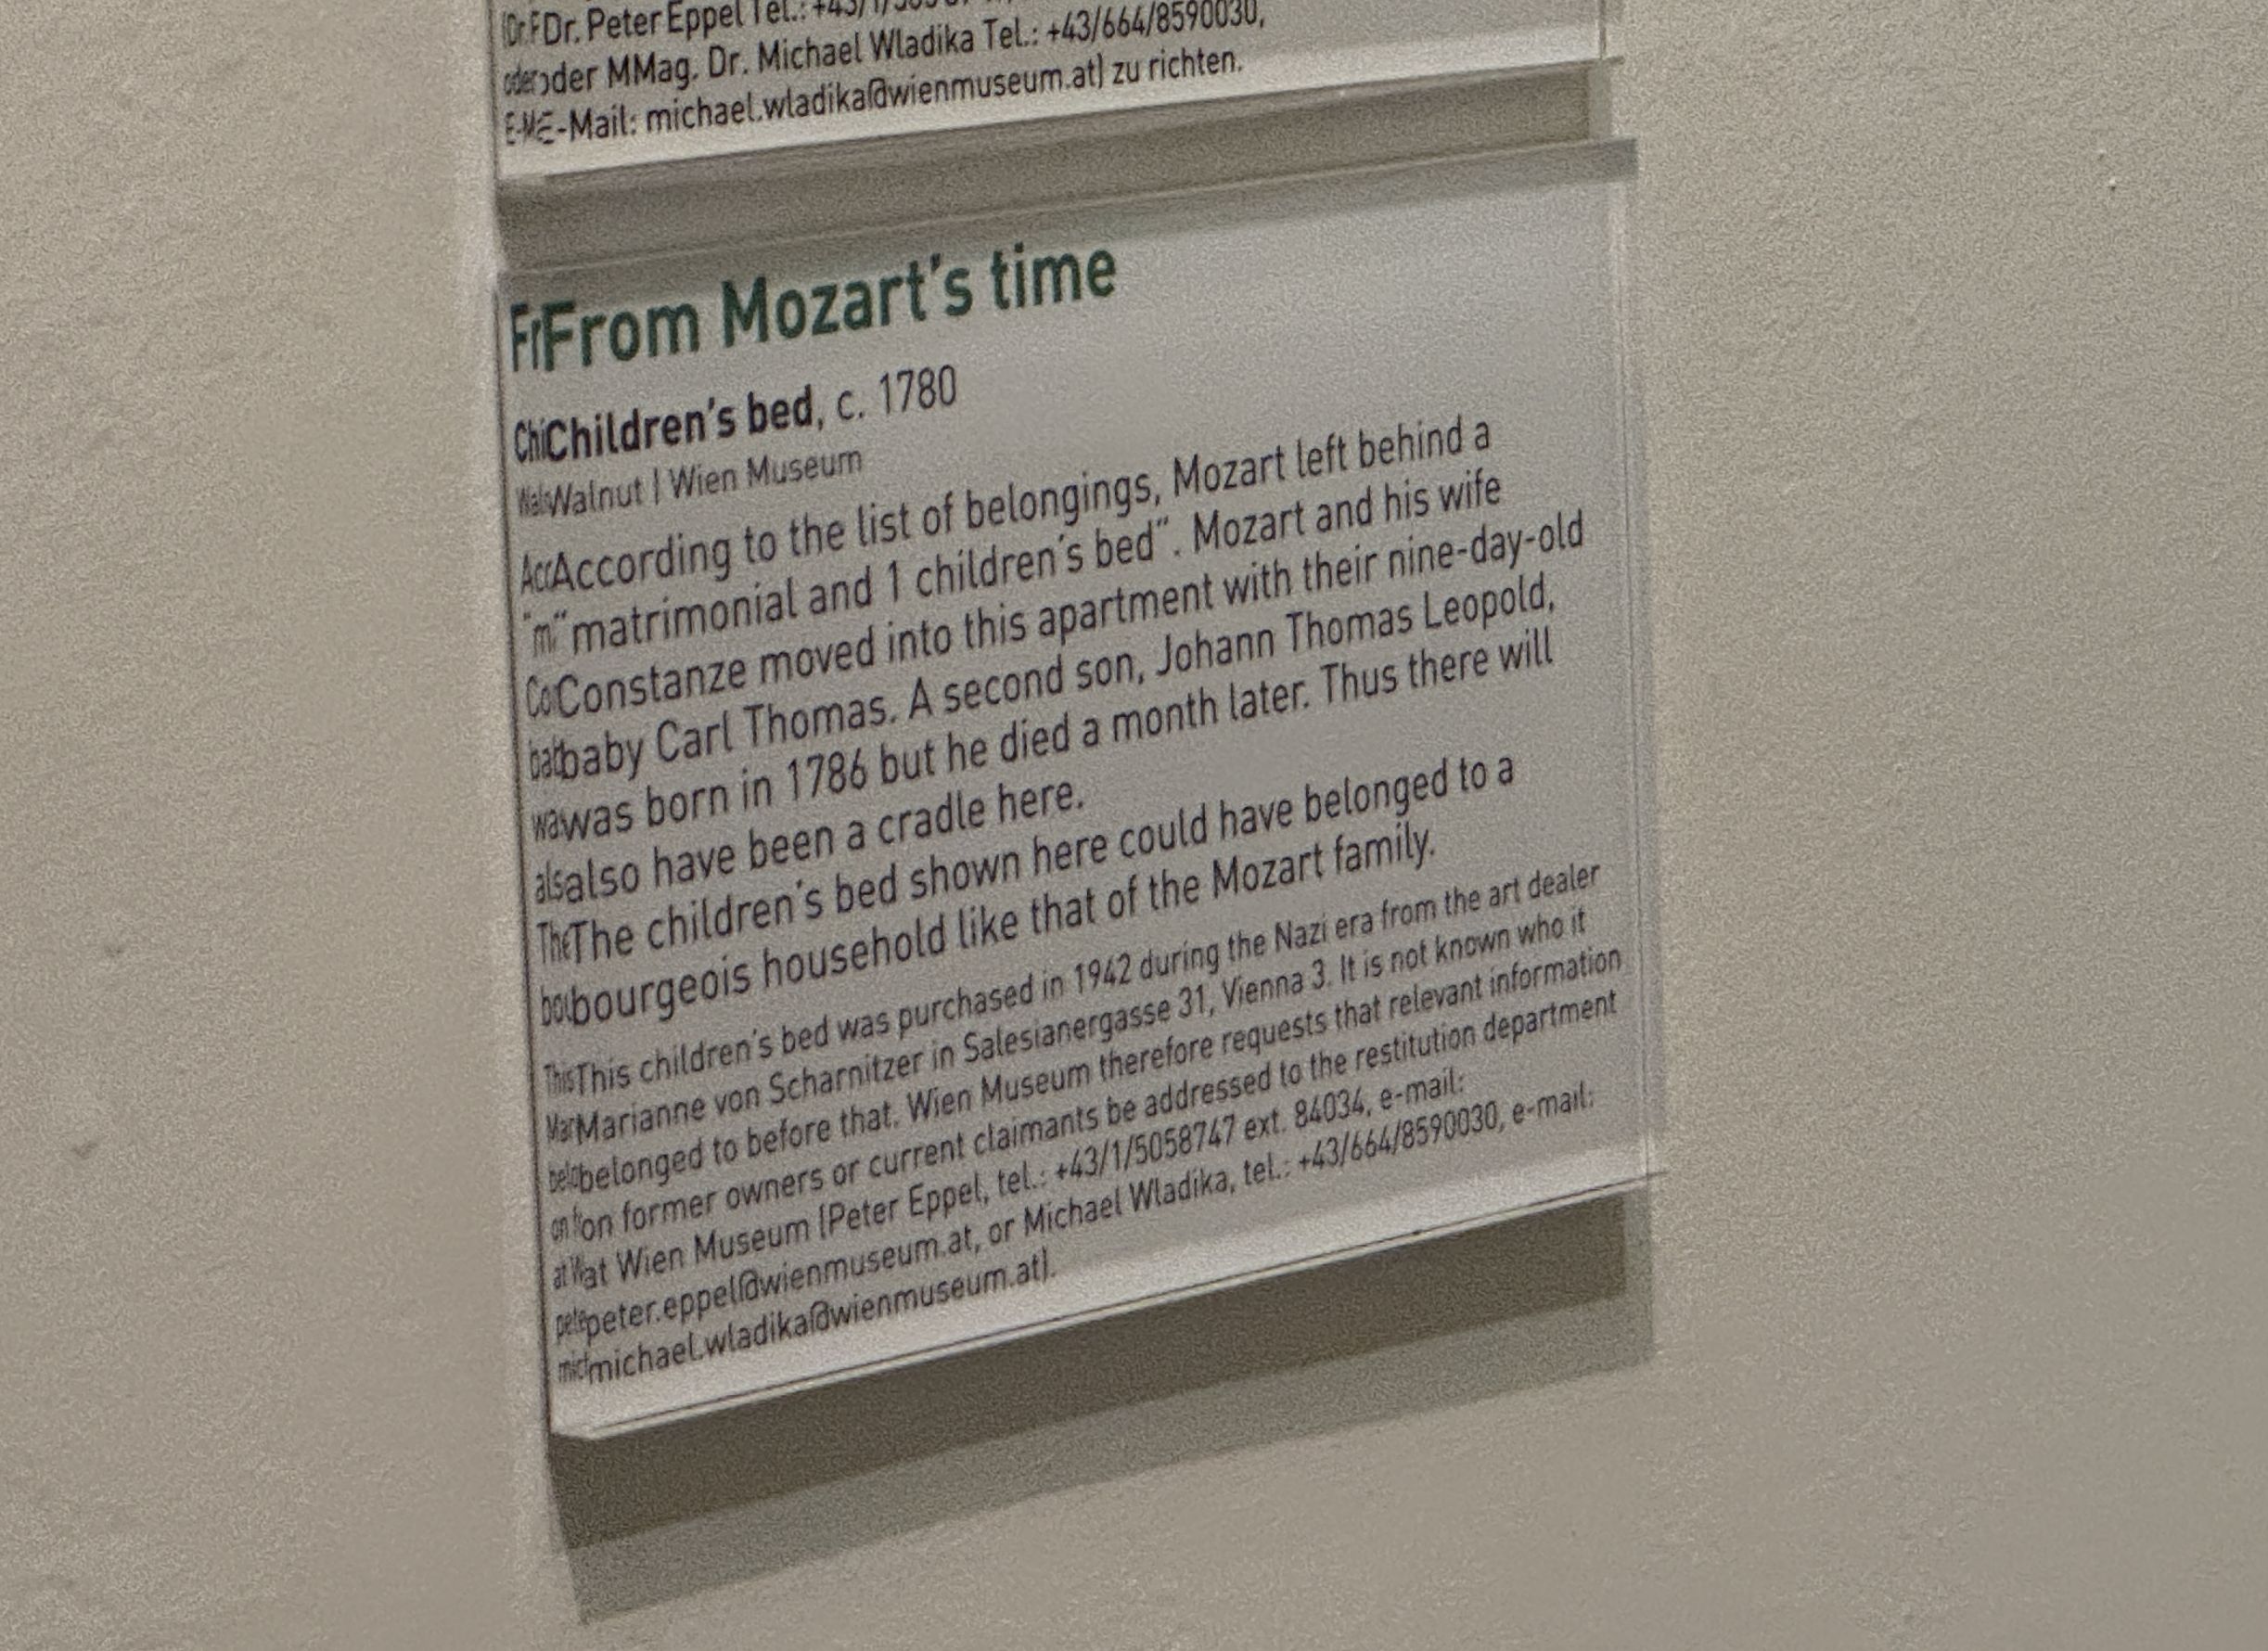 Dr. Peter Eppel Tel.:
oder MMag. Dr. Michael Wladika Tel.: +43/664/8590030,
E-Mail: michael.wladika@wienmuseum.at) zu richten.
From Mozart's time
Children's bed, c. 1780
Walnut | Wien Museum
According to the list of belongings, Mozart left behind a
"matrimonial and 1 children's bed". Mozart and his wife
Constanze moved into this apartment with their nine-day-old
baby Carl Thomas. A second son, Johann Thomas Leopold,
was born in 1786 but he died a month later. Thus there will
also have been a cradle here.
The children's bed shown here could have belonged to a
bourgeois household like that of the Mozart family.
This children's bed was purchased in 1942 during the Nazi era from the art dealer
Marianne von Scharnitzer in Salesianergasse 31, Vienna 3. It is not known who it
belonged to before that. Wien Museum therefore requests that relevant information
on former owners or current claimants be addressed to the restitution department
at Wien Museum (Peter Eppel, tel.: +43/1/5058747 ext. 84034, e-mail:
peter.eppel@wienmuseum.at, or Michael Wladika, tel.: +43/664/8590030, e-mail:
michael.wladika@wienmuseum.at).